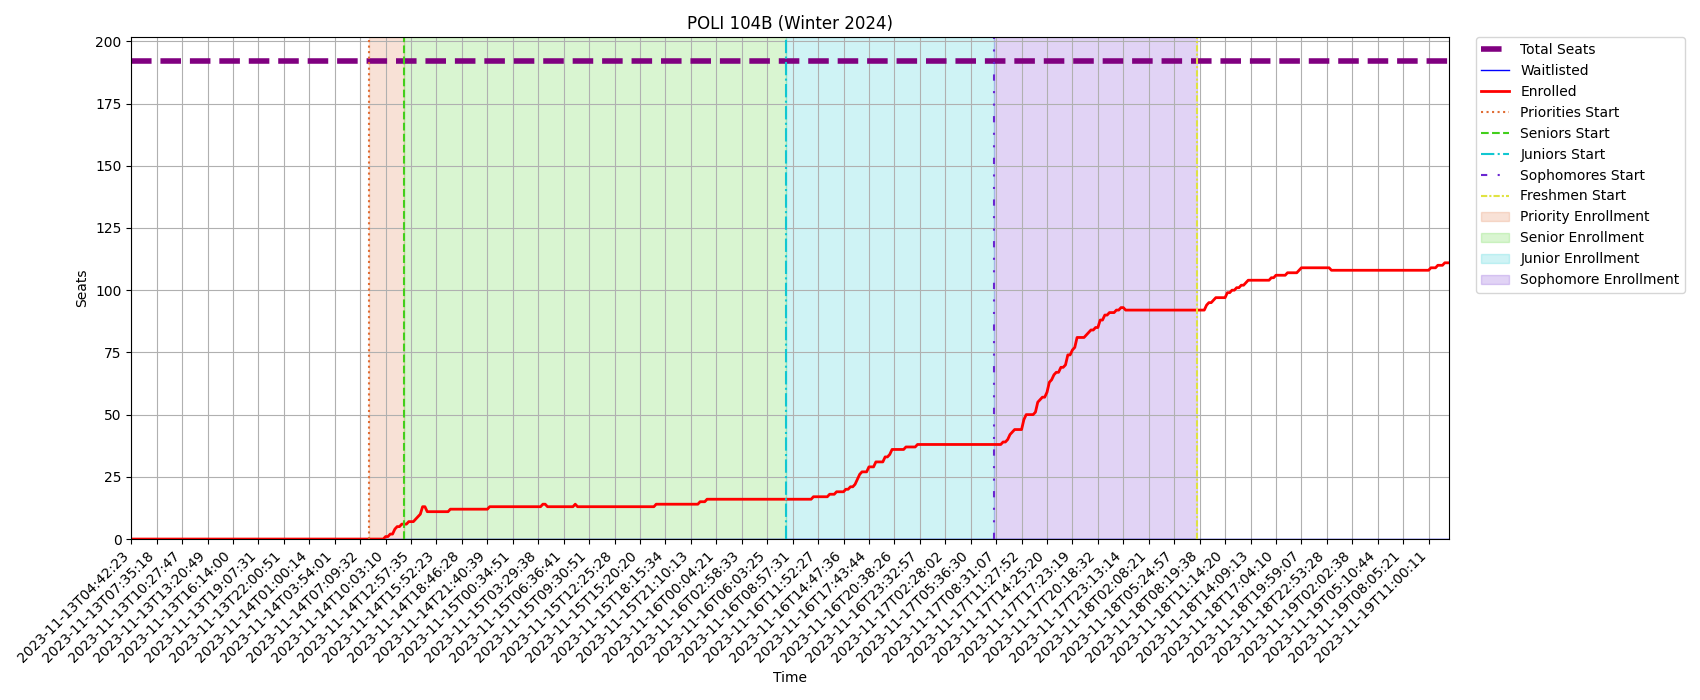 POLI 104B (Winter 2024)
200
175
150
125
100
75
50
25
0
Seats
2023-11-13T04:42:23
2023-11-13T07:35:18
2023-11-13T10:27:47
2023-11-13T13:20:49
2023-11-13T16:14:00
2023-11-13T19:07:31
2023-11-13T22:00:51
2023-11-14T01:00:14
2023-11-14T03:54:01
2023-11-14T07:09:32
2023-11-14T10:03:10
2023-11-14T12:57:35
2023-11-14T15:52:23
2023-11-14T18:46:28
2023-11-14T21:40:39
2023-11-15T00:34:51
2023-11-15T03:29:38
2023-11-15T06:36:41
2023-11-15T09:30:51
2023-11-15T12:25:28
2023-11-15T15:20:20
2023-11-15T18:15:34
2023-11-15T21:10:13
2023-11-16T00:04:21
2023-11-16T02:58:33
2023-11-16T06:03:25
2023-11-16T08:57:31
2023-11-16T11:52:27
2023-11-16T14:47:36
2023-11-16T17:43:44
2023-11-16T20:38:26
2023-11-16T23:32:57
2023-11-17T02:28:02
2023-11-17T05:36:30
2023-11-17T08:31:07
2023-11-17T11:27:52
2023-11-17T14:25:20
2023-11-17T17:23:19
2023-11-17T20:18:32
2023-11-17T23:13:14
2023-11-18T02:08:21
2023-11-18T05:24:57
2023-11-18T08:19:38
2023-11-18T11:14:20
2023-11-18T14:09:13
2023-11-18T17:04:10
2023-11-18T19:59:07
2023-11-18T22:53:28
2023-11-19T02:02:38
2023-11-19T05:10:44
2023-11-19T08:05:21
2023-11-19T11:00:11
Time
Total Seats
Waitlisted
Enrolled
Priorities Start
Seniors Start
Juniors Start
Sophomores Start
Freshmen Start
Priority Enrollment
Senior Enrollment
Junior Enrollment
Sophomore Enrollment